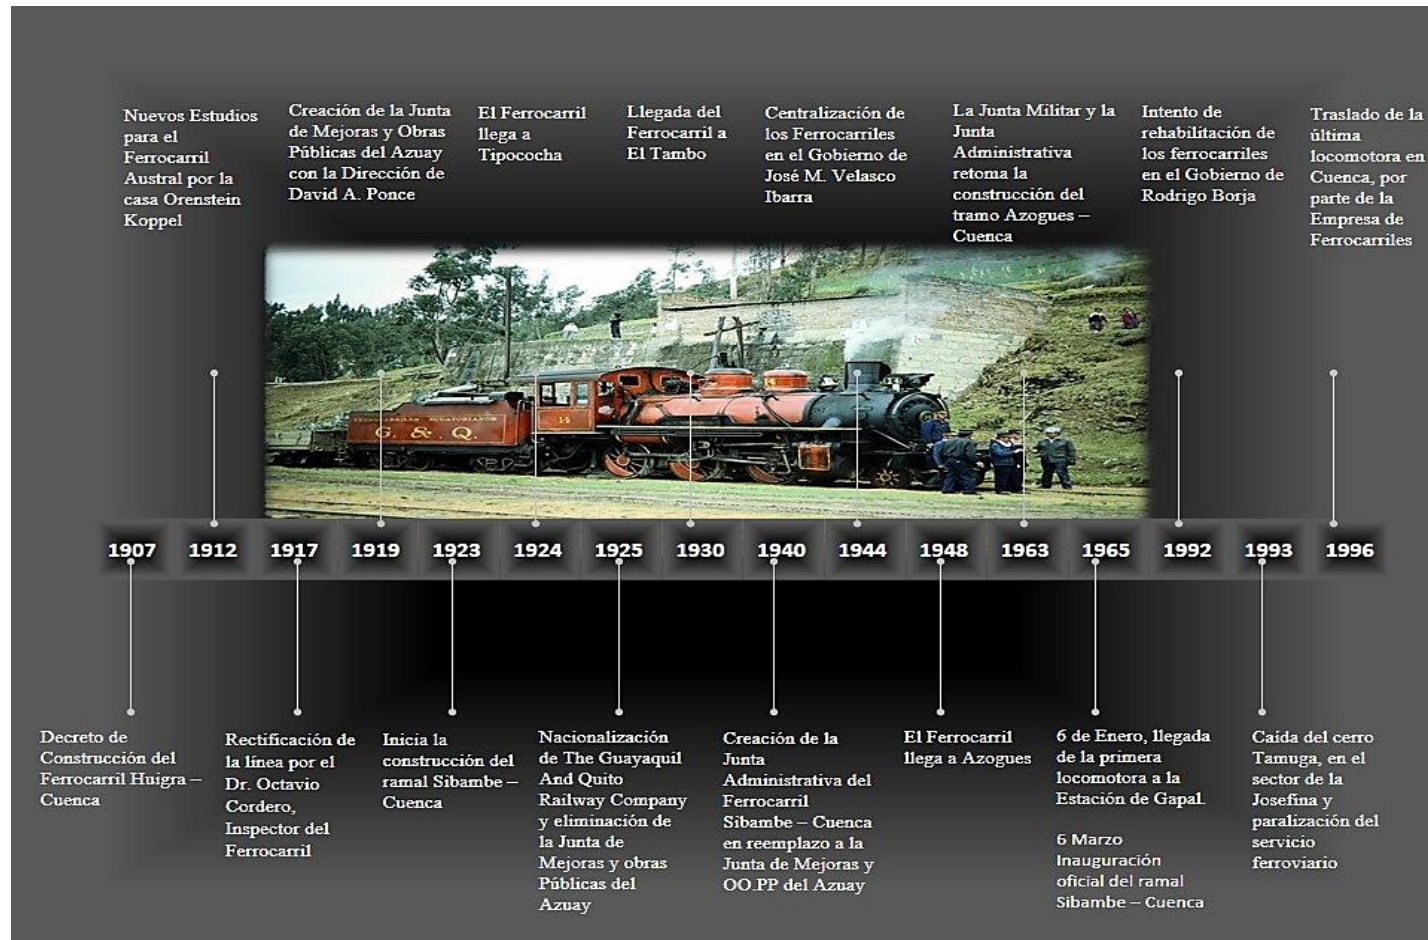 Nuevos Estudios
para el
Ferrocarril
Austral por la
casa Orenstein
Koppel
Creación de la Junta
de Mejoras y Obras
Públicas del Azuay
con la Dirección de
David A. Ponce
El Ferrocarril
llega a
Tipococha
Llegada del
Ferrocarril a
El Tambo
Centralización de
los Ferrocarriles
en el Gobierno de
José M. Velasco
Ibarra
La Junta Militar y la
Junta
Administrativa
retoma la
construcción del
tramo Azogues –
Cuenca
Intento de
rehabilitación de
los ferrocarriles
en el Gobierno de
Rodrigo Borja
Traslado de la
última
locomotora en
Cuenca, por
parte de la
Empresa de
Ferrocarriles
G. & Q.
14
1907 1912 1917 1919 1923 1924 1925 1930 1940 1944 1948 1963 1965 1992 1993 1996
Decreto de
Construcción del
Ferrocarril Huigra –
Cuenca
Rectificación de
la línea por el
Dr. Octavio
Cordero,
Inspector del
Ferrocarril
Inicia la
construcción del
ramal Sibambe –
Cuenca
Nacionalización
de The Guayaquil
And Quito
Railway Company
y eliminación de
la Junta de
Mejoras y obras
Públicas del
Azuay
Creación de la
Junta
Administrativa del
Ferrocarril
Sibambe – Cuenca
en reemplazo a la
Junta de Mejoras y
OO.PP del Azuay
El Ferrocarril
llega a Azogues
6 de Enero, llegada
de la primera
locomotora a la
Estación de Gapal.
6 Marzo
Inauguración
oficial del ramal
Sibambe – Cuenca
Caída del cerro
Tamuga, en el
sector de la
Josefina y
paralización del
servicio
ferroviario